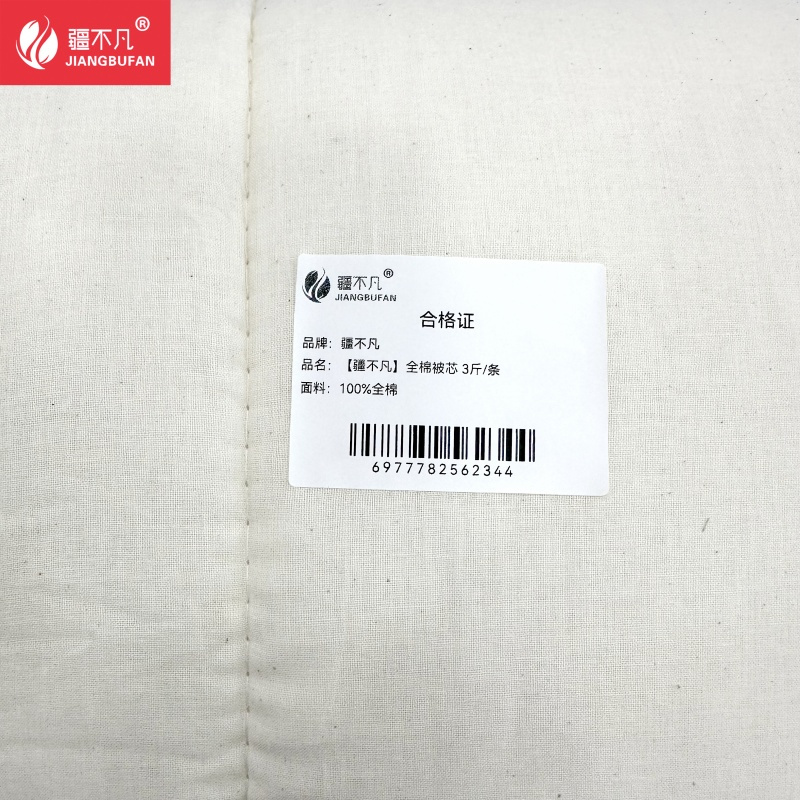 疆不凡®
JIANGBUFAN
疆不凡®
JIANGBUFAN
合格证
品牌：疆不凡
品名：【疆不凡】全棉被芯 3斤/条
面料：100%全棉
6977782562344